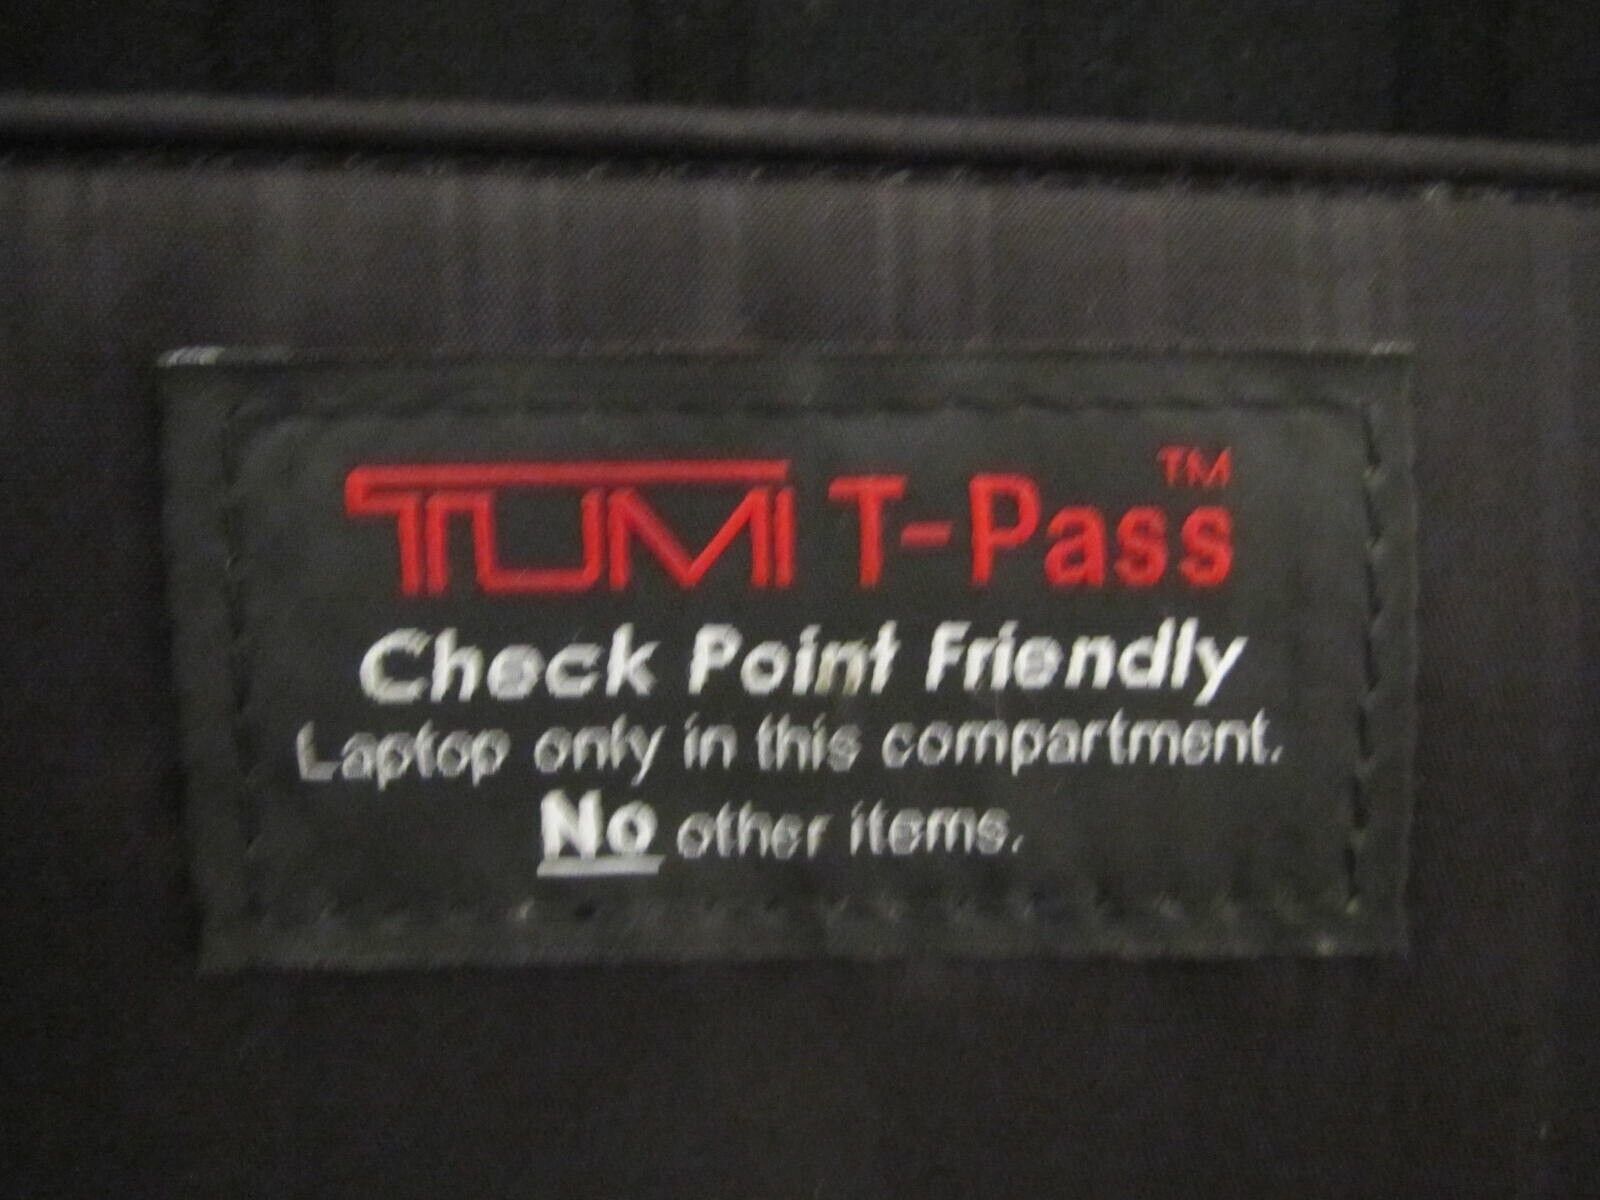 TUMI T-Pass™
Check Point Friendly
Laptop only in this compartment.
No other items.